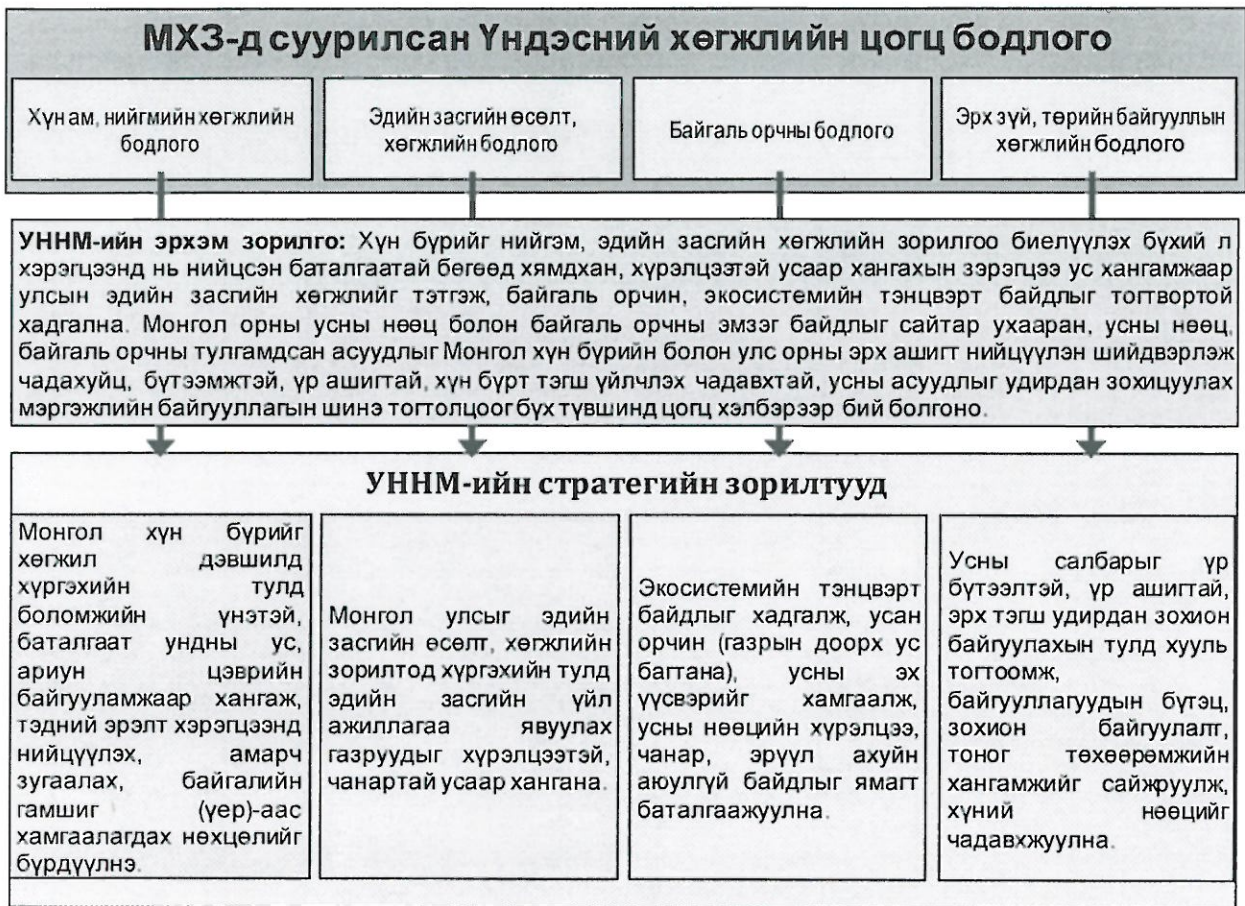 МХЗ-д суурилсан Үндэсний хөгжлийн цогц бодлого
Хүн ам, нийгмийн хөгжлийн
бодлого
Эдийн засгийн өсөлт,
хөгжлийн бодлого
Байгаль орчны бодлого
Эрх зүй, төрийн байгууллын
хөгжлийн бодлого
УННМ-ийн эрхэм зорилго: Хүн бүрийг нийгэм, эдийн засгийн хөгжлийн зорилгоо биелүүлэх бүхий л
хэрэгцээнд нь нийцсэн баталгаатай бөгөөд хямдхан, хүрэлцээтэй усаар хангахын зэрэгцээ ус хангамжаар
улсын эдийн засгийн хөгжлийг тэтгэж, байгаль орчин, экосистемийн тэнцвэрт байдлыг тогтвортой
хадгална. Монгол орны усны нөөц болон байгаль орчны эмзэг байдлыг сайтар ухааран, усны нөөц,
байгаль орчны тулгамдсан асуудлыг Монгол хүн бүрийн болон улс орны эрх ашигт нийцүүлэн шийдвэрлэж
чадахуйц, бүтээмжтэй, үр ашигтай, хүн бүрт тэгш үйлчлэх чадавхтай, усны асуудлыг удирдан зохицуулах
мэргэжлийн байгууллагын шинэ тогтолцоог бүх түвшинд цогц хэлбэрээр бий болгоно.
УННМ-ийн стратегийн зорилтууд
Монгол хүн бүрийг
хөгжил дэвшилд
хүргэхийн тулд
боломжийн үнэтэй,
баталгаат ундны ус,
ариун цэврийн
байгууламжаар хангаж,
тэдний эрэлт хэрэгцээнд
нийцүүлэх, амарч
зугаалах, байгалийн
гамшиг (үер)-аас
хамгаалагдах нөхцөлийг
бүрдүүлнэ.
Монгол улсыг эдийн
засгийн өсөлт, хөгжлийн
зорилтод хүргэхийн тулд
эдийн засгийн үйл
ажиллагаа явуулах
газруудыг хүрэлцээтэй,
чанартай усаар хангана.
Экосистемийн тэнцвэрт
байдлыг хадгалж, усан
орчин (газрын доорх ус
багтана), усны эх
үүсвэрийг хамгаалж,
усны нөөцийн хүрэлцээ,
чанар, эрүүл ахуйн
аюулгүй байдлыг ямагт
баталгаажуулна.
Усны салбарыг үр
бүтээлтэй, үр ашигтай,
эрх тэгш удирдан зохион
байгуулахын тулд хууль
тогтоомж,
байгууллагуудын бүтэц,
зохион байгуулалт,
тоног төхөөрөмжийн
хангамжийг сайжруулж,
хүний нөөцийг
чадавхжуулна.